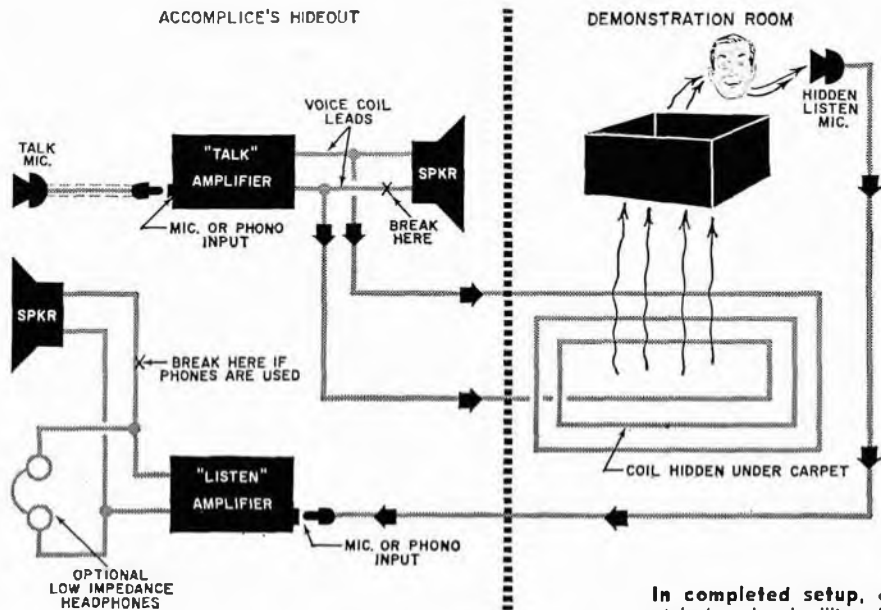 ACCOMPLICE'S HIDEOUT
DEMONSTRATION ROOM
HIDDEN
LISTEN
MIC.
VOICE COIL
LEADS
TALK
MIC.
"TALK"
AMPLIFIER
SPKR
MIC. OR PHONO
INPUT
BREAK
HERE
SPKR
BREAK HERE IF
PHONES ARE USED
"LISTEN"
AMPLIFIER
COIL HIDDEN UNDER CARPET
MIC. OR PHONO
INPUT
OPTIONAL
LOW IMPEDANCE
HEADPHONES
In completed setup,